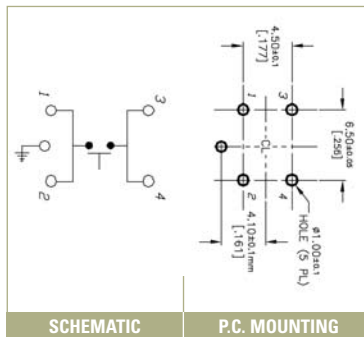 1
2
3
4
4.50±0.1
[.177]
1
3
6.50±0.05
[.256]
CL
2
4
4.10±0.1mm
[.161]
ø1.00±0.1
HOLE (5 PL)
SCHEMATIC
P.C. MOUNTING